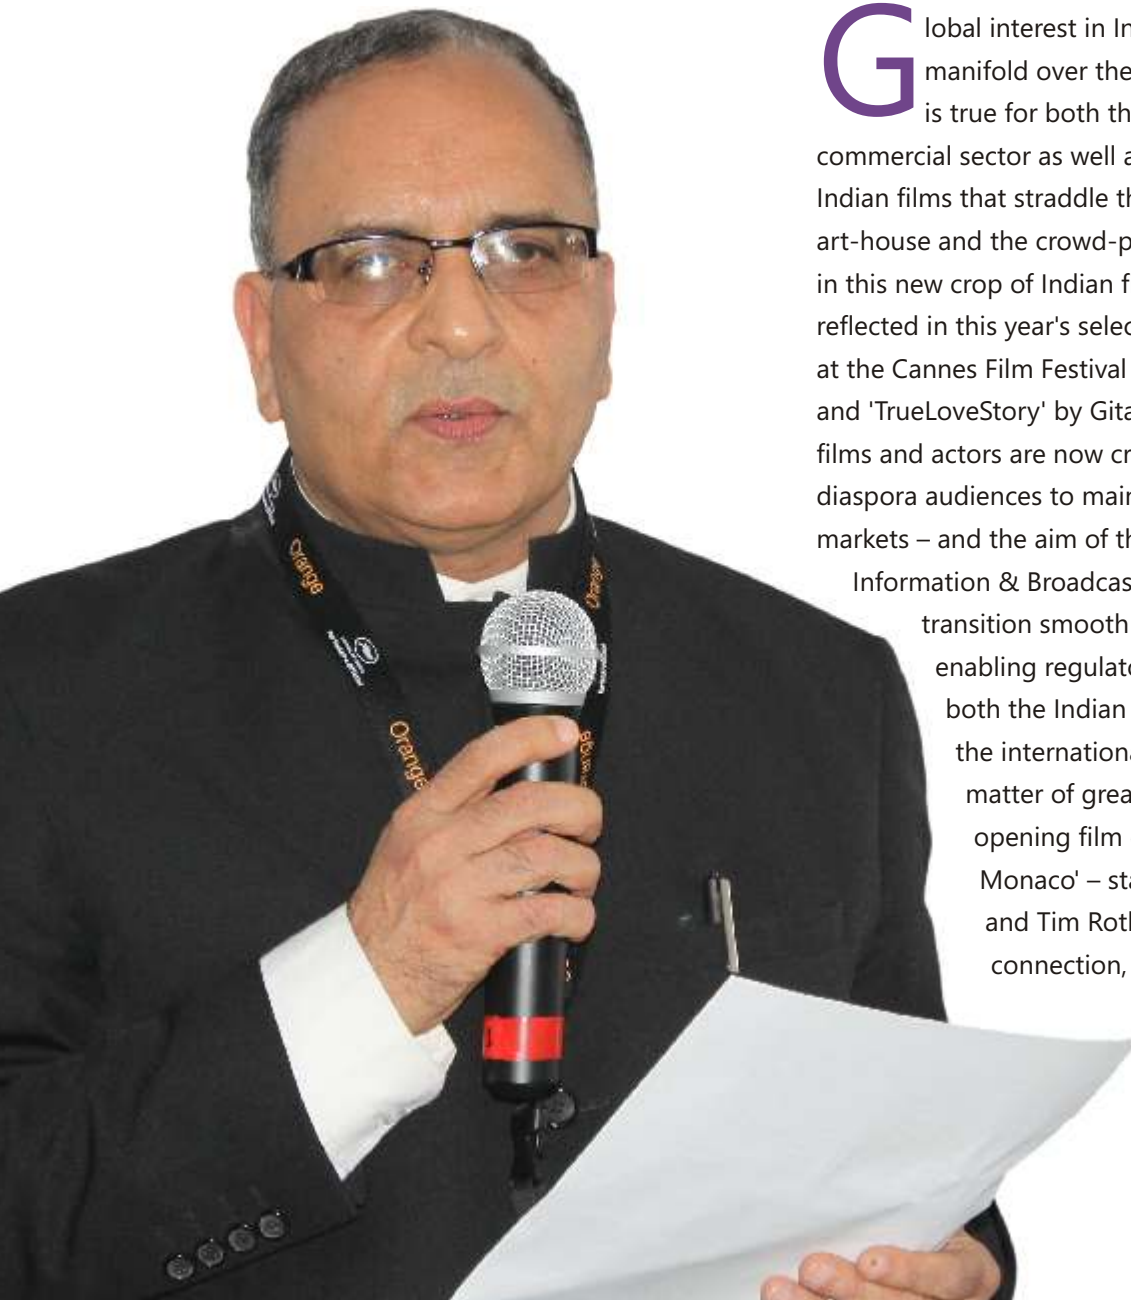 Global interest in In
manifold over the
is true for both th
commercial sector as well a
Indian films that straddle th
art-house and the crowd-p
in this new crop of Indian f
reflected in this year's selec
at the Cannes Film Festival
and 'TrueLoveStory' by Gita
films and actors are now cr
diaspora audiences to main
markets – and the aim of th
Information & Broadcas
transition smooth
enabling regulato
both the Indian
the internationa
matter of grea
opening film
Monaco' – sta
and Tim Roth
connection,
Orange
Orange
Orange